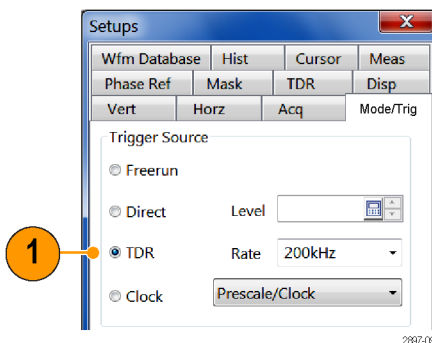 Setups X
Wfm Database Hist Cursor Meas
Phase Ref Mask TDR Disp
Vert Horz Acq Mode/Trig
Trigger Source
Freerun
Direct Level
1 TDR Rate 200kHz
Clock Prescale/Clock